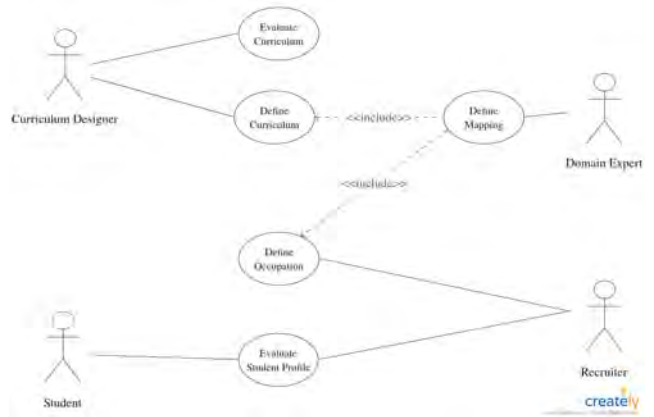 Evaluate
Curriculum
Curriculum Designer
Define
Curriculum
<<include>>
Define
Mapping
Domain Expert
<<include>>
Define
Occupation
Evaluate
Student Profile
Student
Recruiter
creately